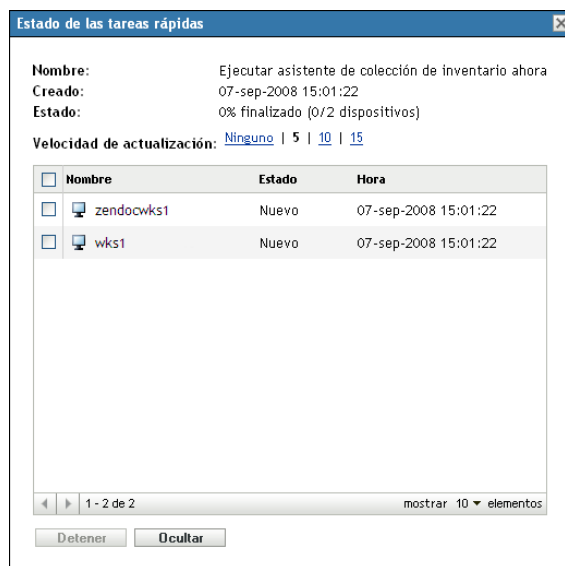 Estado de las tareas rápidas
Nombre: Ejecutar asistente de colección de inventario ahora
Creado: 07-sep-2008 15:01:22
Estado: 0% finalizado (0/2 dispositivos)
Velocidad de actualización: Ninguno | 5 | 10 | 15
Nombre Estado Hora
zendocwks1 Nuevo 07-sep-2008 15:01:22
wks1 Nuevo 07-sep-2008 15:01:22
1 - 2 de 2 mostrar 10 elementos
Detener Ocultar